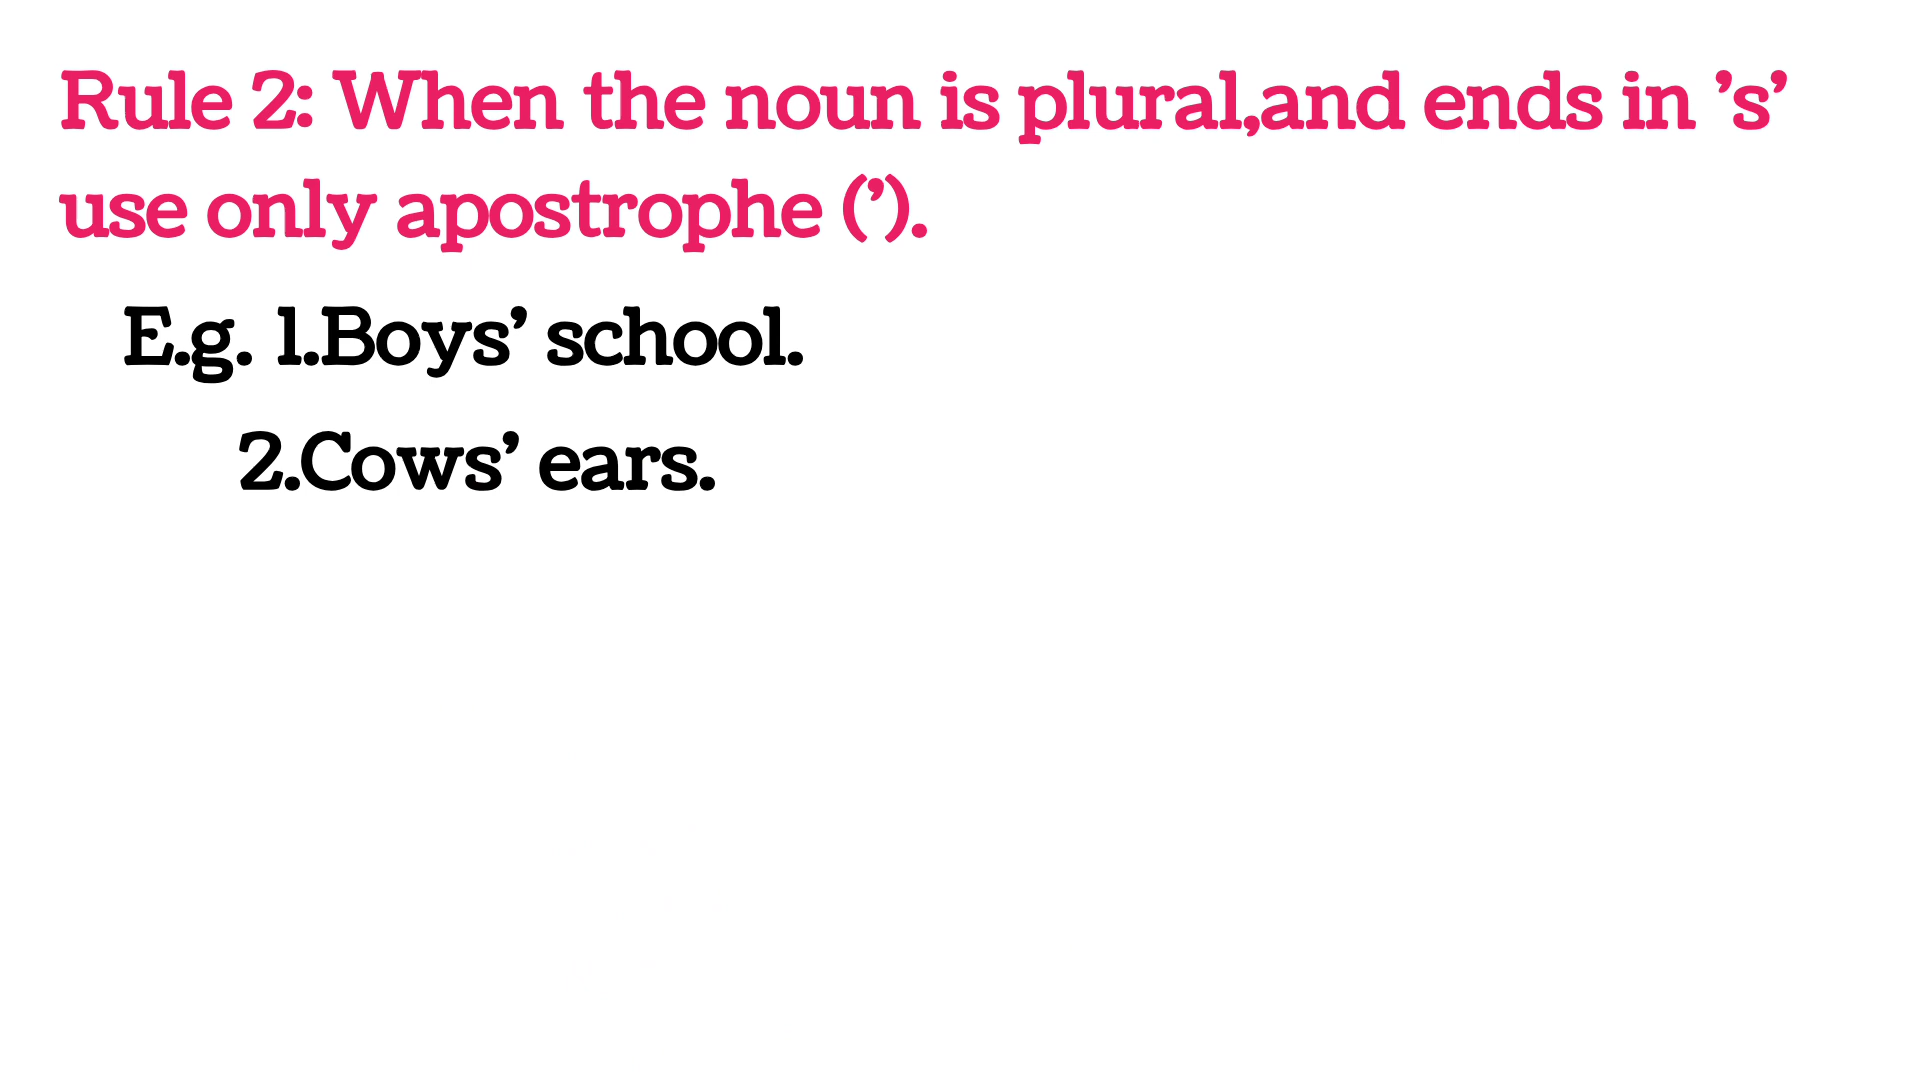 Rule 2: When the noun is plural,and ends in ’s’
use only apostrophe (’).
E.g. 1.Boys’ school.
2.Cows’ ears.